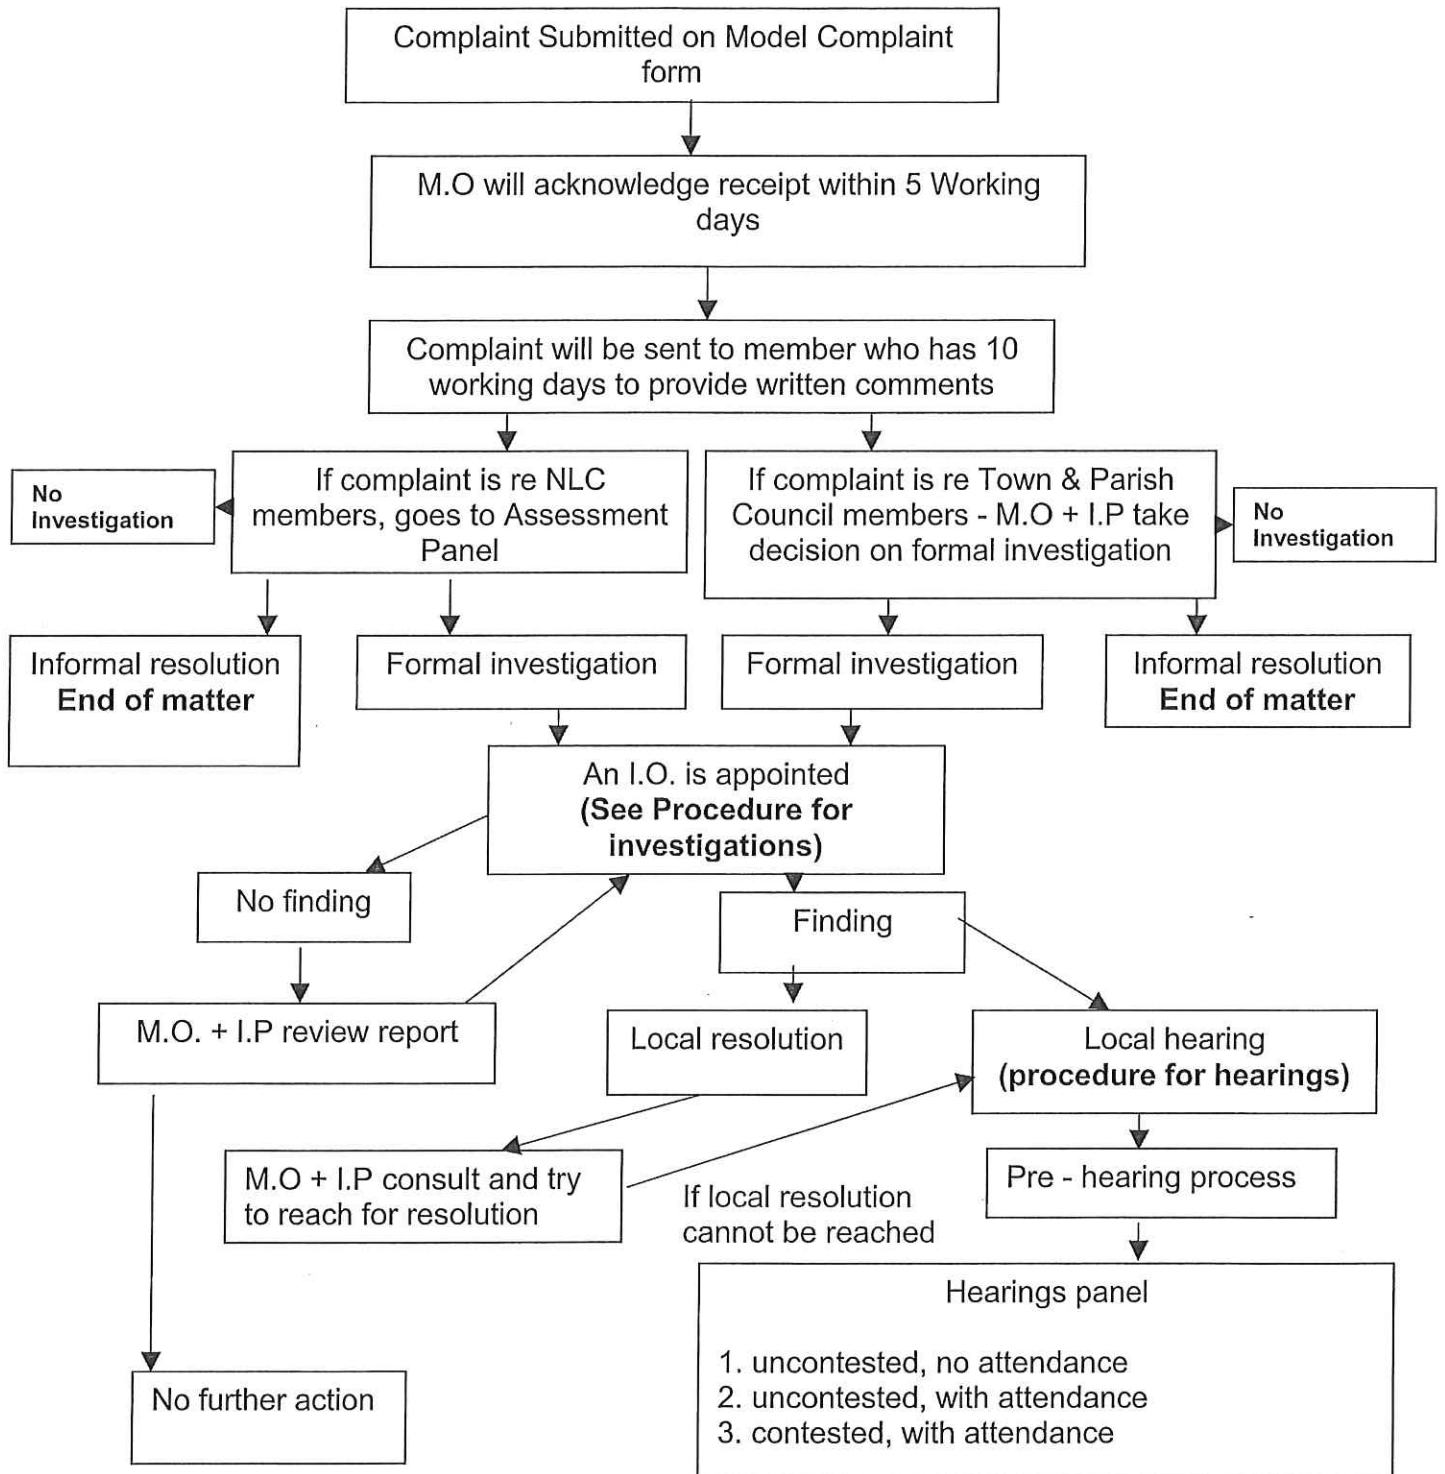 Complaint Submitted on Model Complaint
form
M.O will acknowledge receipt within 5 Working
days
Complaint will be sent to member who has 10
working days to provide written comments
No
Investigation
If complaint is re NLC
members, goes to Assessment
Panel
If complaint is re Town & Parish
Council members - M.O + I.P take
decision on formal investigation
No
Investigation
Informal resolution
End of matter
Formal investigation
Formal investigation
Informal resolution
End of matter
An I.O. is appointed
(See Procedure for
investigations)
No finding
Finding
M.O. + I.P review report
Local resolution
Local hearing
(procedure for hearings)
M.O + I.P consult and try
to reach for resolution
If local resolution
cannot be reached
Pre - hearing process
Hearings panel
1. uncontested, no attendance
2. uncontested, with attendance
3. contested, with attendance
No further action